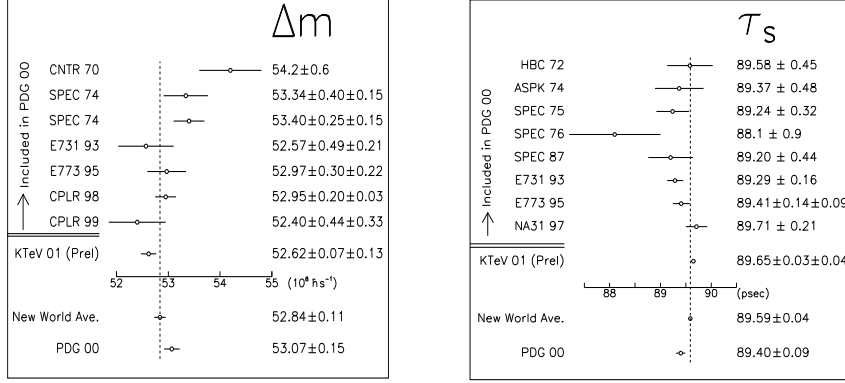 Δm
CNTR 70 54.2±0.6
SPEC 74 53.34±0.40±0.15
SPEC 74 53.40±0.25±0.15
E731 93 52.57±0.49±0.21
E773 95 52.97±0.30±0.22
CPLR 98 52.95±0.20±0.03
CPLR 99 52.40±0.44±0.33
Included in PDG 00
KTeV 01 (Prel) 52.62±0.07±0.13
52 53 54 55 (10⁸ ħs⁻¹)
New World Ave. 52.84±0.11
PDG 00 53.07±0.15
τS
HBC 72 89.58 ± 0.45
ASPK 74 89.37 ± 0.48
SPEC 75 89.24 ± 0.32
SPEC 76 88.1 ± 0.9
SPEC 87 89.20 ± 0.44
E731 93 89.29 ± 0.16
E773 95 89.41±0.14±0.09
NA31 97 89.71 ± 0.21
Included in PDG 00
KTeV 01 (Prel) 89.65±0.03±0.04
88 89 90 (psec)
New World Ave. 89.59±0.04
PDG 00 89.40±0.09